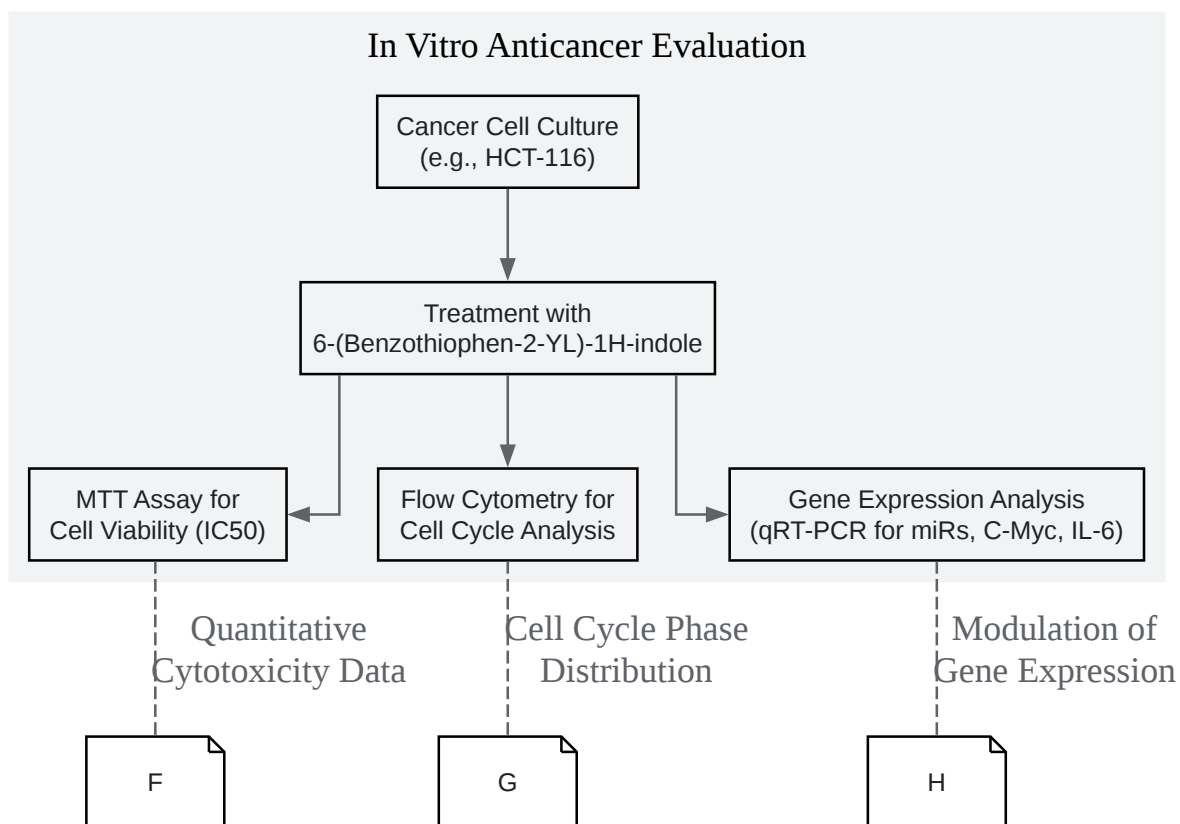 In Vitro Anticancer Evaluation
Cancer Cell Culture
(e.g., HCT-116)
Treatment with
6-(Benzothiophen-2-YL)-1H-indole
MTT Assay for
Cell Viability (IC50)
Flow Cytometry for
Cell Cycle Analysis
Gene Expression Analysis
(qRT-PCR for miRs, C-Myc, IL-6)
Quantitative
Cytotoxicity Data
Cell Cycle Phase
Distribution
Modulation of
Gene Expression
F
G
H